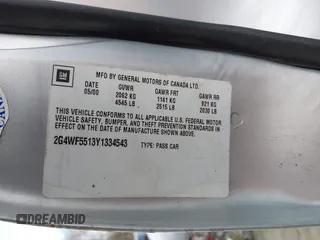 GM
MFD BY GENERAL MOTORS OF CANADA LTD.
DATE GVWR GAWR FRT GAWR RR
05/00 2062 KG 1141 KG 921 KG
4545 LB 2515 LB 2030 LB
THIS VEHICLE CONFORMS TO ALL APPLICABLE U.S. FEDERAL MOTOR
VEHICLE SAFETY, BUMPER, AND THEFT PREVENTION STANDARDS IN
EFFECT ON THE DATE OF MANUFACTURE SHOWN ABOVE.
2G4WF5513Y1334543 TYPE: PASS CAR
DREAMBID